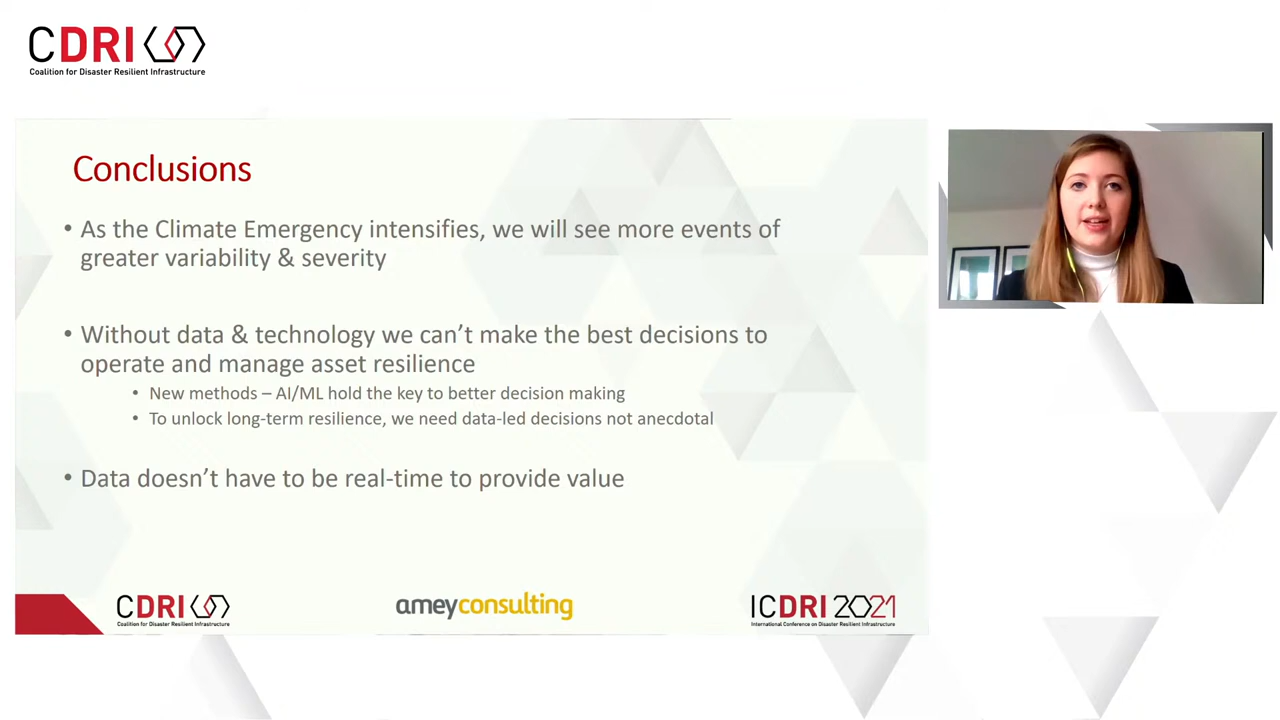 CDRI
Coalition for Disaster Resilient Infrastructure
Conclusions
• As the Climate Emergency intensifies, we will see more events of
greater variability & severity
• Without data & technology we can’t make the best decisions to
operate and manage asset resilience
• New methods – AI/ML hold the key to better decision making
• To unlock long-term resilience, we need data-led decisions not anecdotal
• Data doesn’t have to be real-time to provide value
CDRI
Coalition for Disaster Resilient Infrastructure
ameyconsulting
ICDRI 2021
International Conference on Disaster Resilient Infrastructure